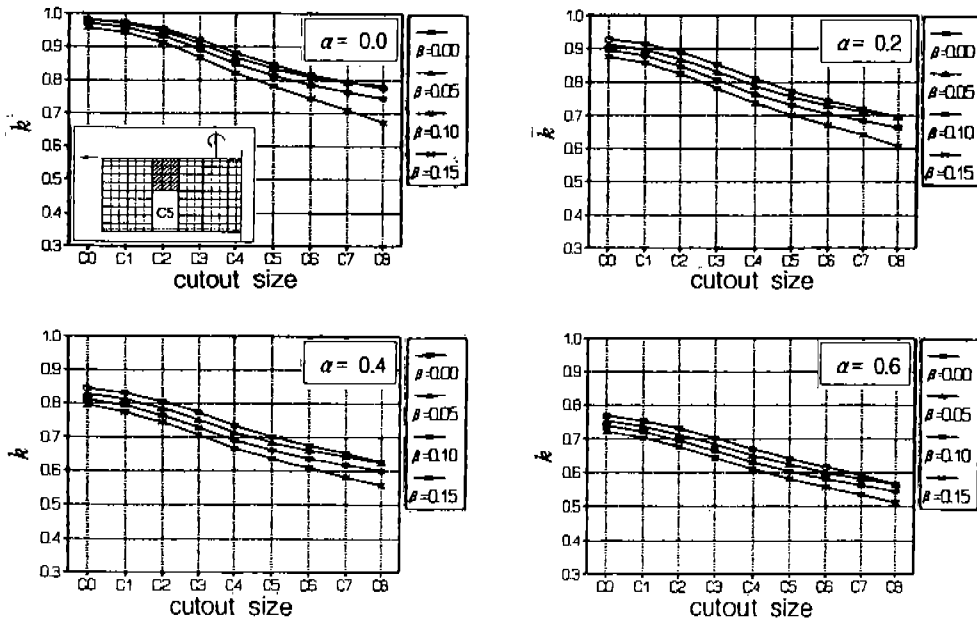 1.0
0.9
0.8
0.7
0.6
0.5
0.4
0.3
k
α = 0.0
β=0.00
β=0.05
β=0.10
β=0.15
C5
C0 C1 C2 C3 C4 C5 C6 C7 C8
cutout size
1.0
0.9
0.8
0.7
0.6
0.5
0.4
0.3
k
α = 0.2
β=0.00
β=0.05
β=0.10
β=0.15
C0 C1 C2 C3 C4 C5 C6 C7 C8
cutout size
1.0
0.9
0.8
0.7
0.6
0.5
0.4
0.3
k
α = 0.4
β=0.00
β=0.05
β=0.10
β=0.15
C0 C1 C2 C3 C4 C5 C6 C7 C8
cutout size
1.0
0.9
0.8
0.7
0.6
0.5
0.4
0.3
k
α = 0.6
β=0.00
β=0.05
β=0.10
β=0.15
C0 C1 C2 C3 C4 C5 C6 C7 C8
cutout size